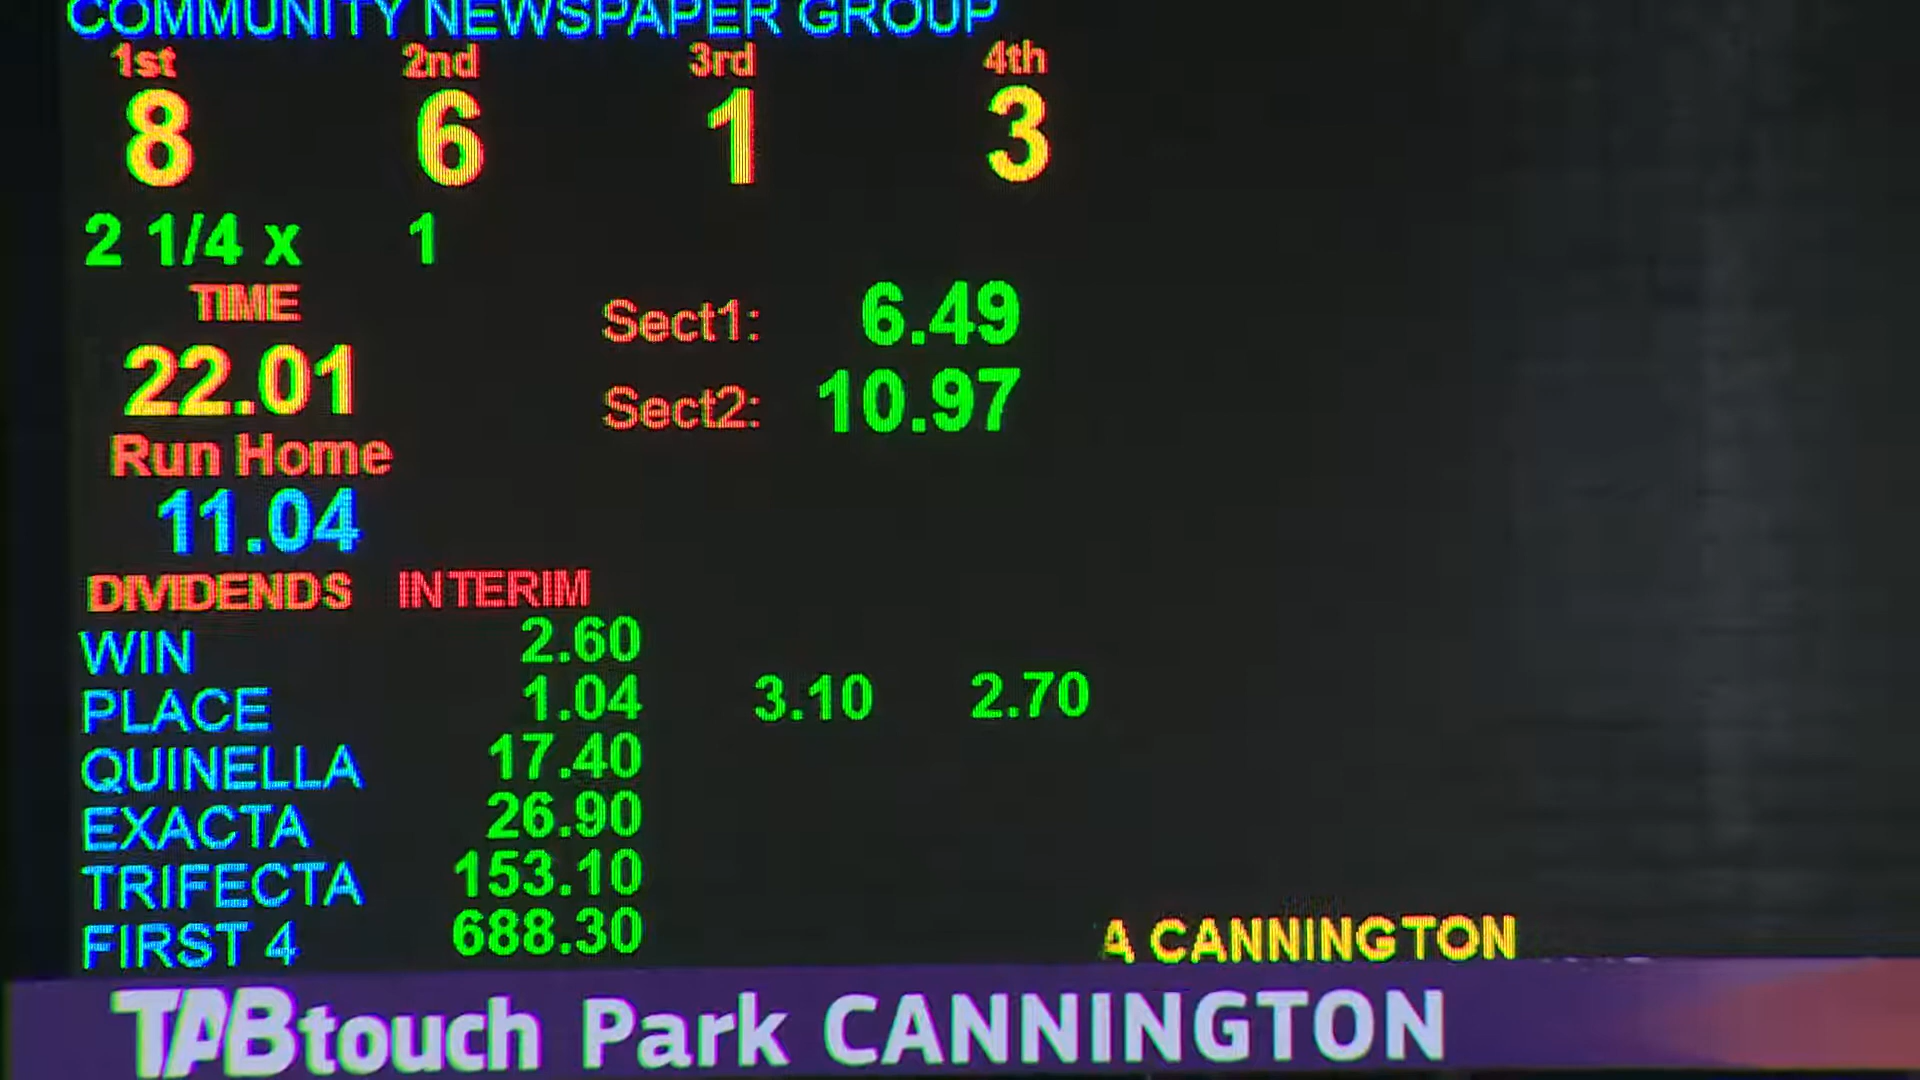 COMMUNITY NEWSPAPER GROUP
1st 2nd 3rd 4th
8 6 1 3
2 1/4 x 1
TIME
22.01
Sect1: 6.49
Sect2: 10.97
Run Home
11.04
DIVIDENDS INTERIM
WIN 2.60
PLACE 1.04 3.10 2.70
QUINELLA 17.40
EXACTA 26.90
TRIFECTA 153.10
FIRST 4 688.30
A CANNINGTON
TABtouch Park CANNINGTON